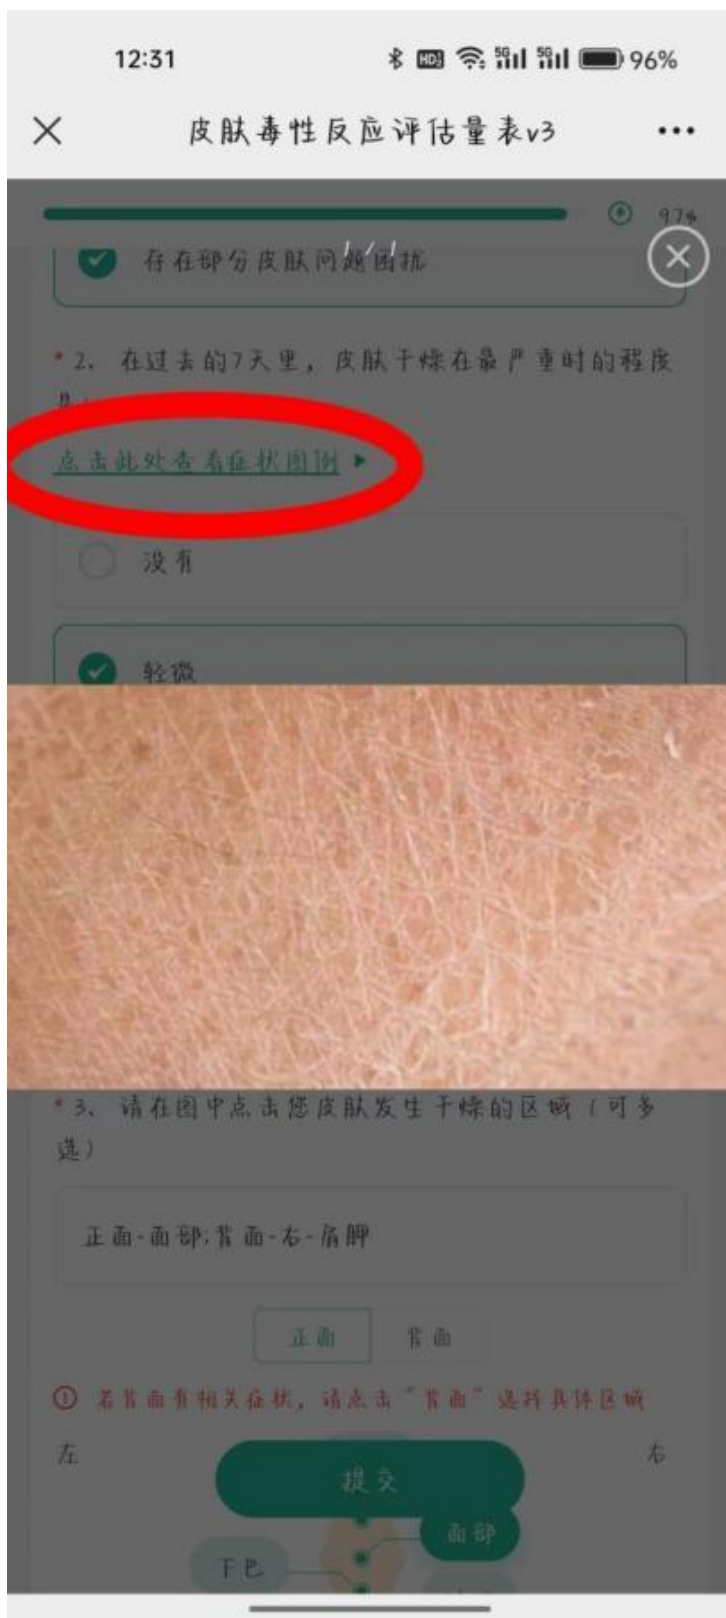 12:31 HD 5G 5G 96%
皮肤毒性反应评估量表v3
97%
1/1
存在部分皮肤问题困扰
* 2、在过去的7天里，皮肤干燥在最严重时的程度
点击此处查看症状图例
没有
轻微
* 3、请在图中点击您皮肤发生干燥的区域（可多
选）
正面-面部;背面-右-肩胛
正面 背面
若背面有相关症状，请点击“背面”选择具体区域
左 右
提交
面部
下巴